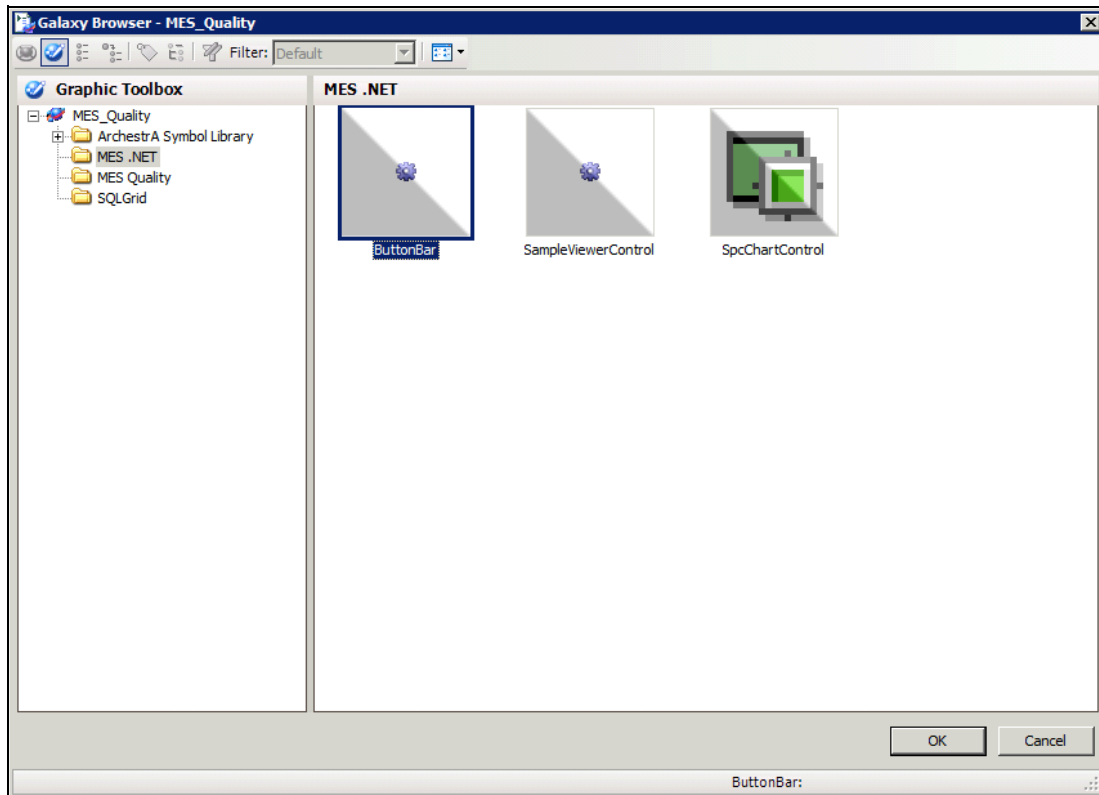 Galaxy Browser - MES_Quality
Filter: Default
Graphic Toolbox
MES_Quality
ArchestrA Symbol Library
MES .NET
MES Quality
SQLGrid
MES .NET
ButtonBar
SampleViewerControl
SpcChartControl
OK
Cancel
ButtonBar: